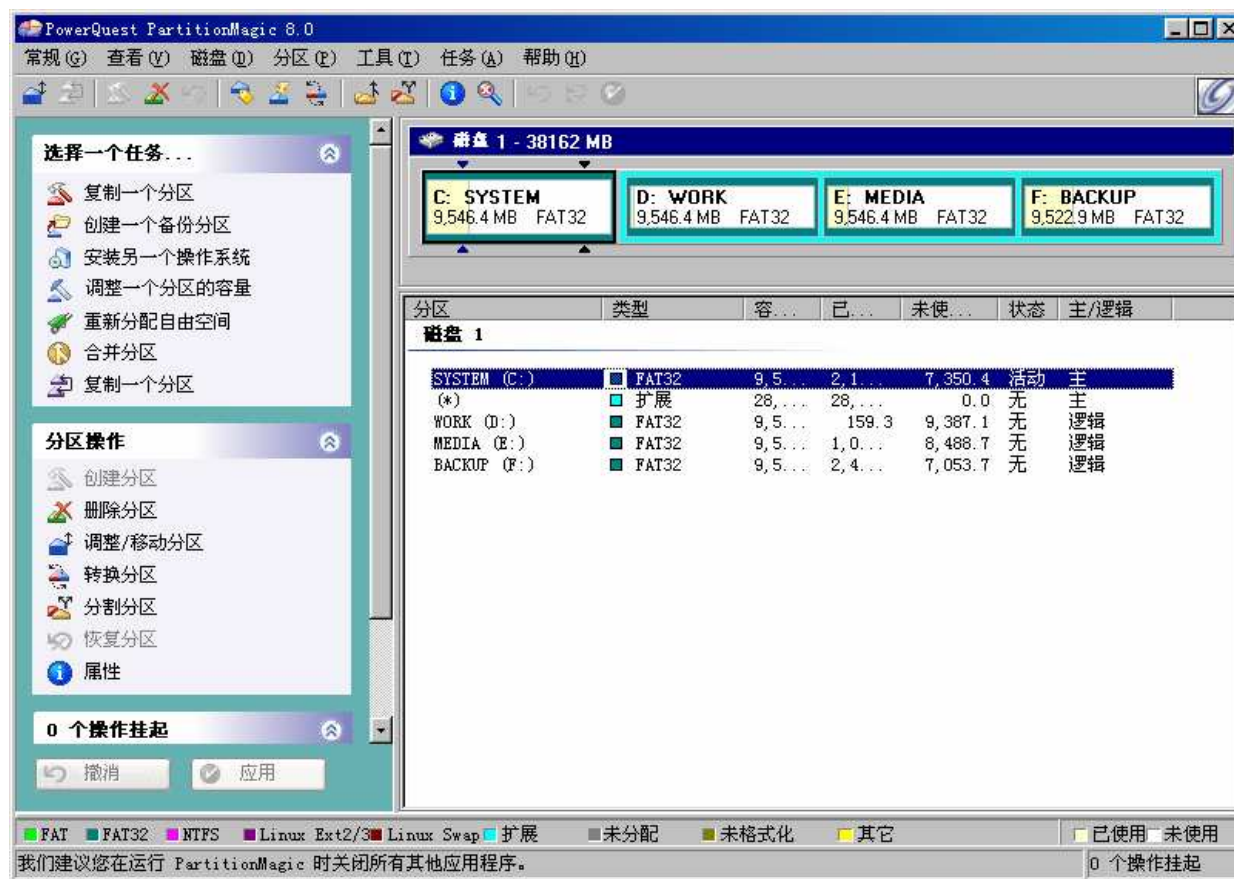 PowerQuest PartitionMagic 8.0
常规(G) 查看(V) 磁盘(D) 分区(P) 工具(T) 任务(A) 帮助(H)
选择一个任务...
复制一个分区
创建一个备份分区
安装另一个操作系统
调整一个分区的容量
重新分配自由空间
合并分区
复制一个分区
分区操作
创建分区
删除分区
调整/移动分区
转换分区
分割分区
恢复分区
属性
0 个操作挂起
撤消 应用
磁盘 1 - 38162 MB
C: SYSTEM D: WORK E: MEDIA F: BACKUP
9,546.4 MB FAT32 9,546.4 MB FAT32 9,546.4 MB FAT32 9,522.9 MB FAT32
分区 类型 容... 已... 未使... 状态 主/逻辑
磁盘 1
SYSTEM (C:) FAT32 9,5... 2,1... 7,350.4 活动 主
(*) 扩展 28,... 28,... 0.0 无 主
WORK (D:) FAT32 9,5... 159.3 9,387.1 无 逻辑
MEDIA (E:) FAT32 9,5... 1,0... 8,488.7 无 逻辑
BACKUP (F:) FAT32 9,5... 2,4... 7,053.7 无 逻辑
FAT FAT32 NTFS Linux Ext2/3 Linux Swap 扩展 未分配 未格式化 其它 已使用 未使用
我们建议您在运行 PartitionMagic 时关闭所有其他应用程序。 0 个操作挂起